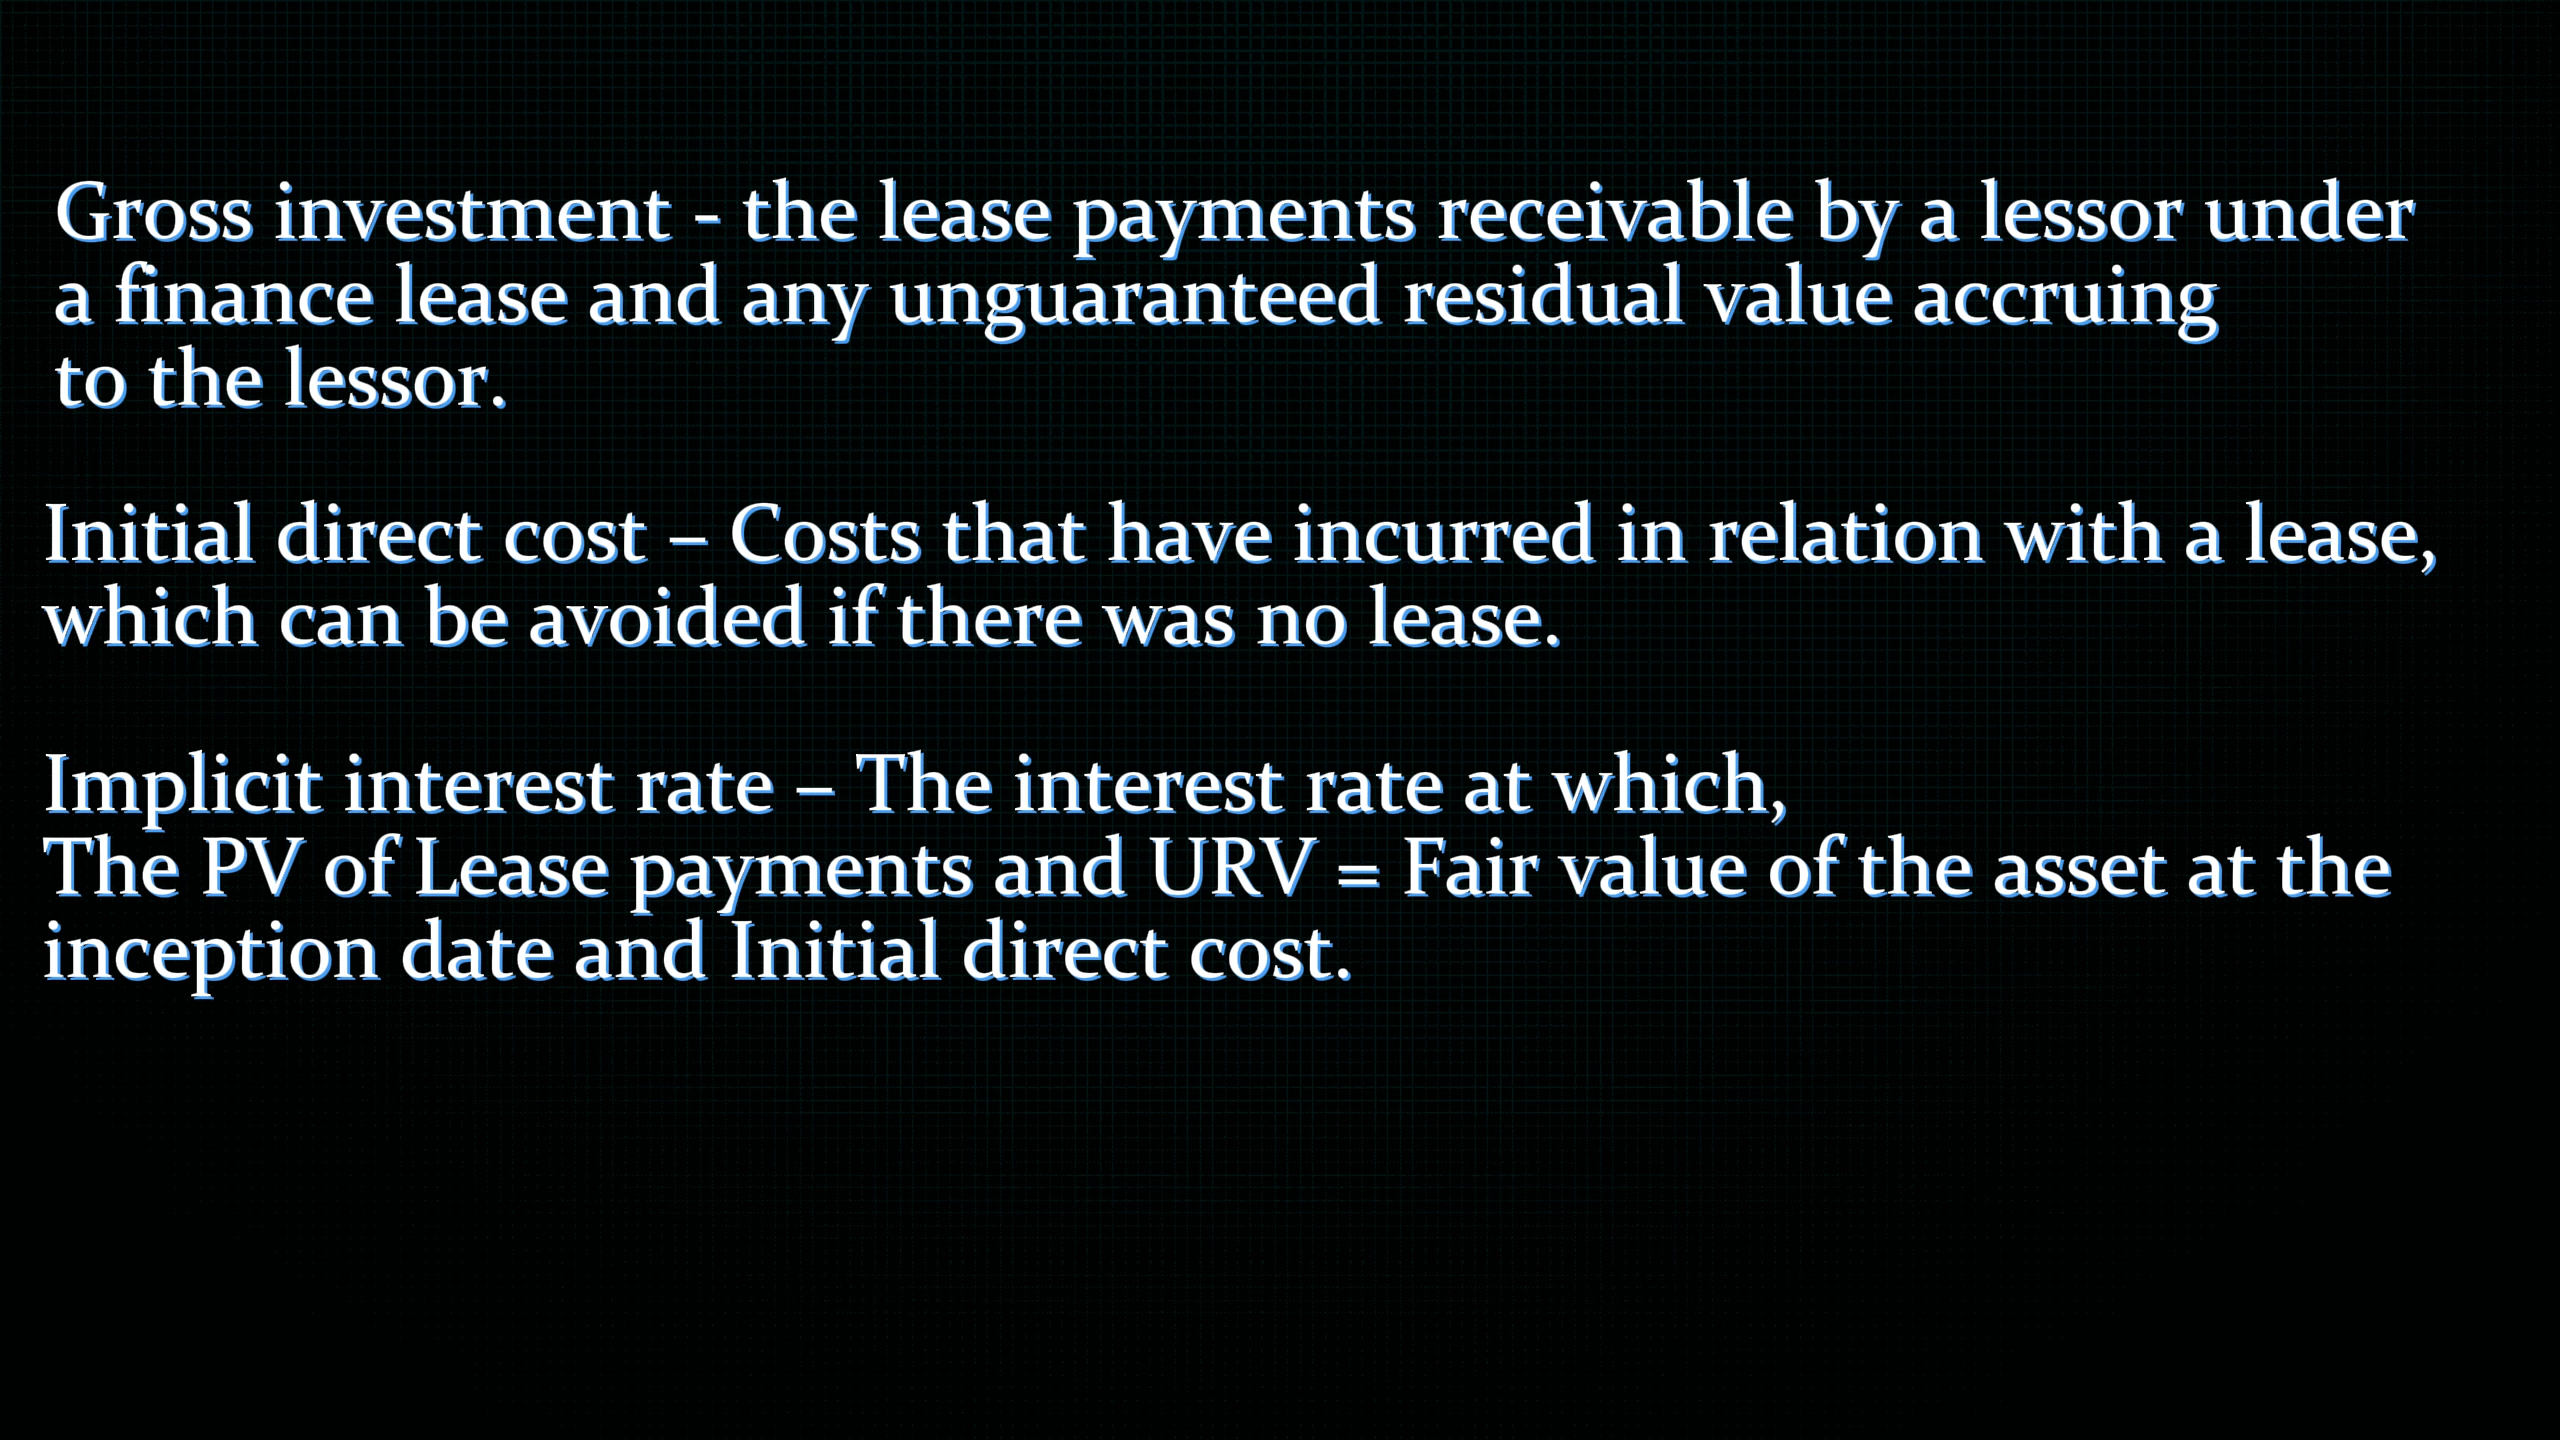 Gross investment - the lease payments receivable by a lessor under
a finance lease and any unguaranteed residual value accruing
to the lessor.
Initial direct cost – Costs that have incurred in relation with a lease,
which can be avoided if there was no lease.
Implicit interest rate – The interest rate at which,
The PV of Lease payments and URV = Fair value of the asset at the
inception date and Initial direct cost.